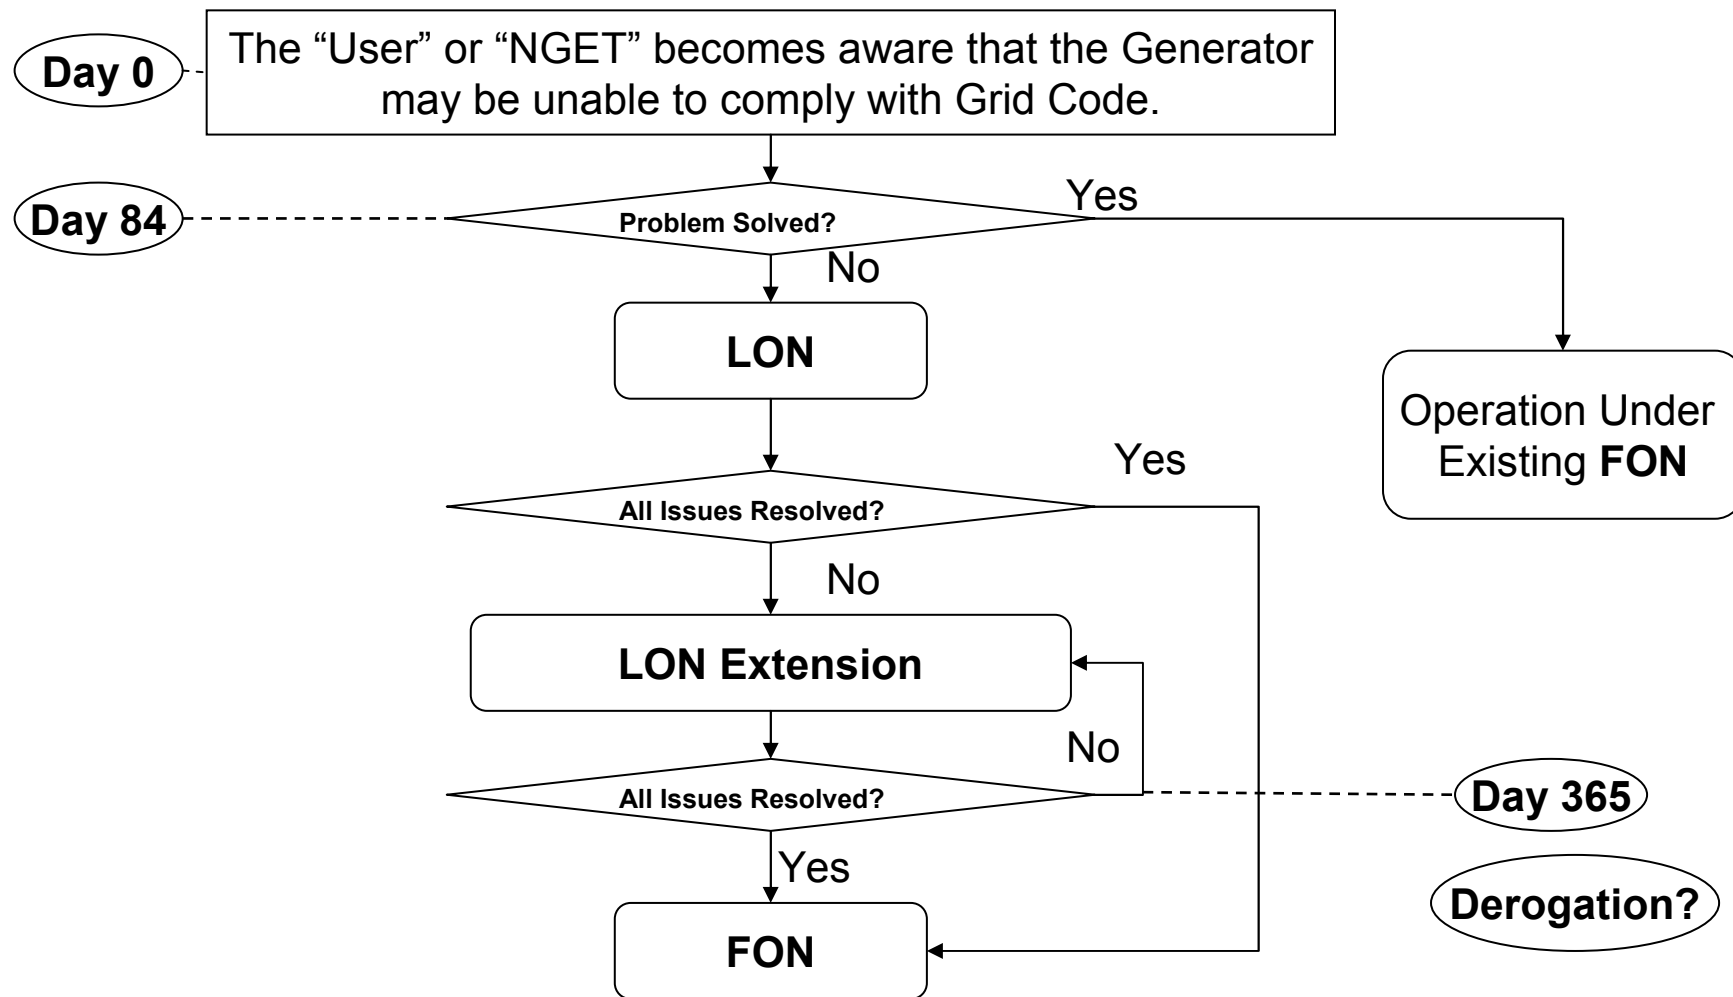 Day 0
The “User” or “NGET” becomes aware that the Generator
may be unable to comply with Grid Code.
Day 84
Problem Solved?
Yes
No
LON
Operation Under
Existing FON
All Issues Resolved?
Yes
No
LON Extension
No
All Issues Resolved?
Day 365
Yes
Derogation?
FON